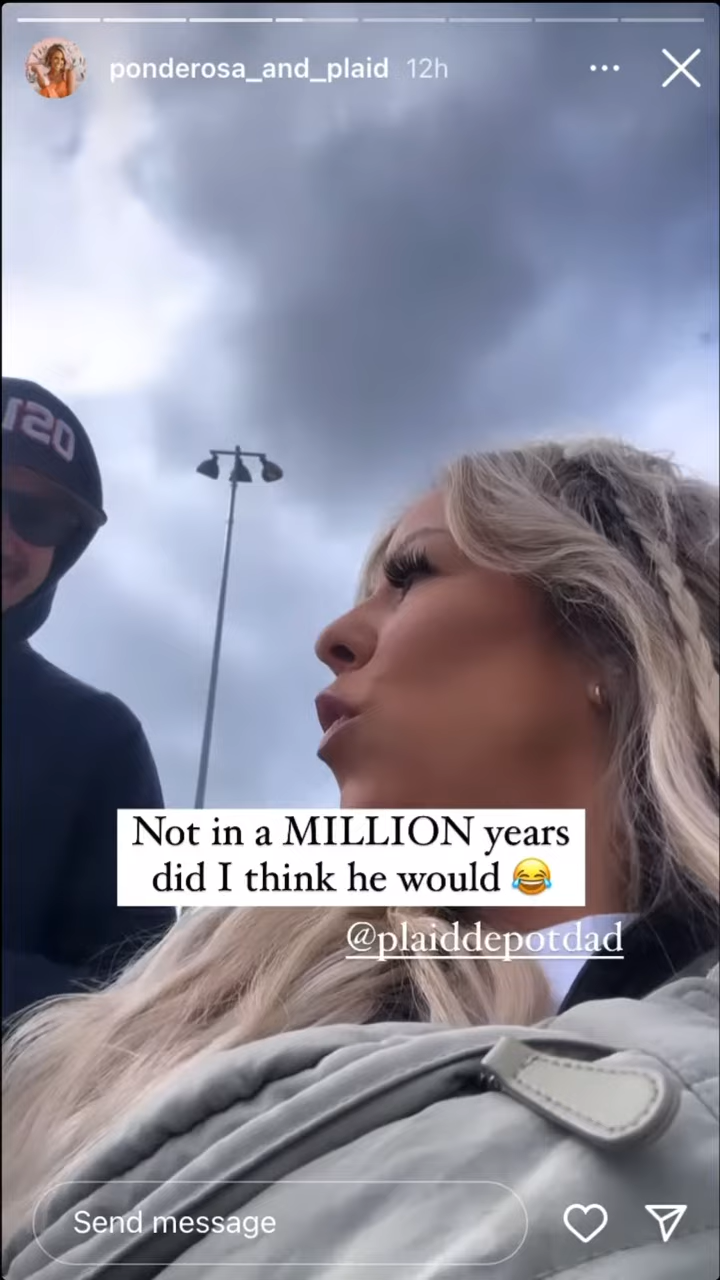 ponderosa_and_plaid 12h
Not in a MILLION years
did I think he would 😂
@plaiddepotdad
Send message